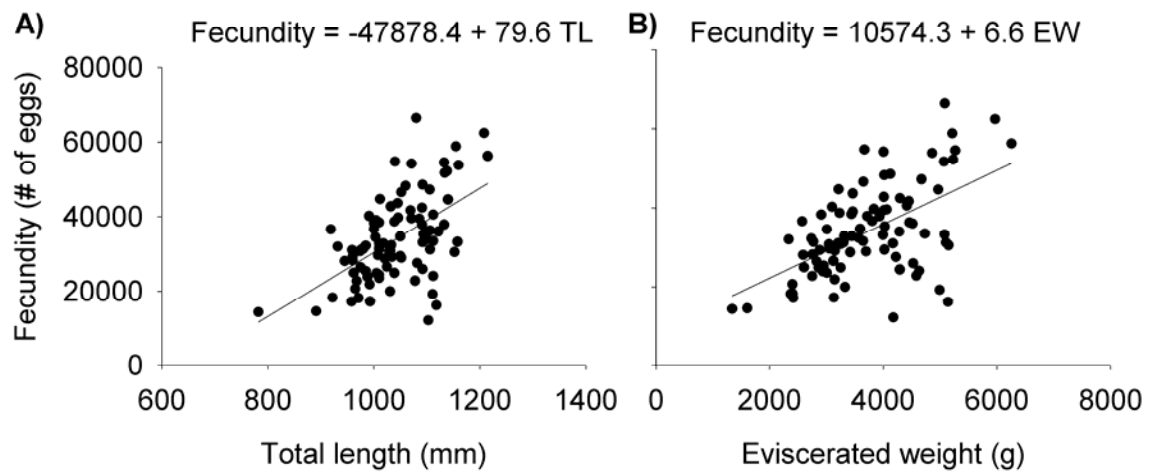 A)
Fecundity = -47878.4 + 79.6 TL
B)
Fecundity = 10574.3 + 6.6 EW
Fecundity (# of eggs)
80000
60000
40000
20000
0
600
800
1000
1200
1400
Total length (mm)
0
2000
4000
6000
8000
Eviscerated weight (g)